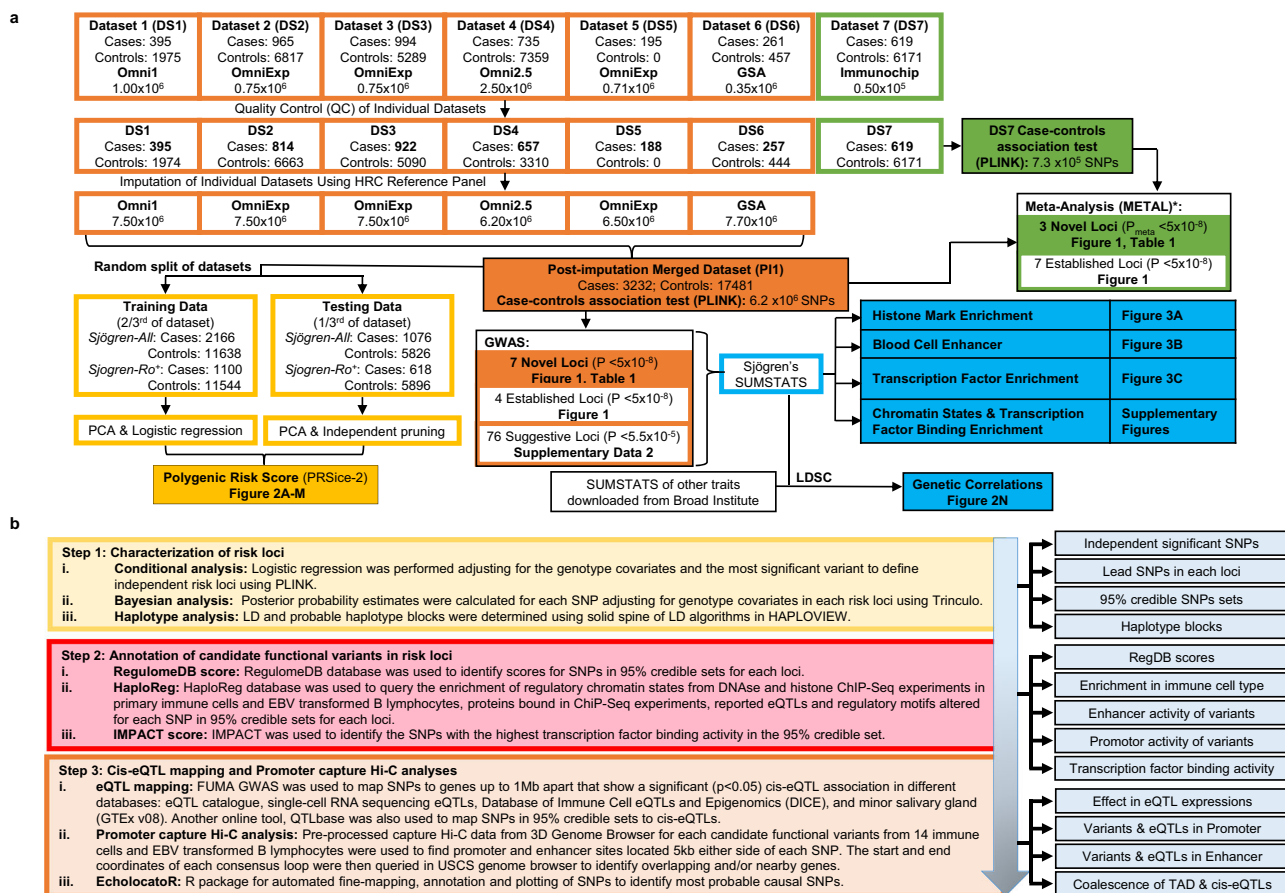 a
Dataset 1 (DS1)
Cases: 395
Controls: 1975
Omni1
1.00x10⁶
Dataset 2 (DS2)
Cases: 965
Controls: 6817
OmniExp
0.75x10⁶
Dataset 3 (DS3)
Cases: 994
Controls: 5289
OmniExp
0.75x10⁶
Dataset 4 (DS4)
Cases: 735
Controls: 7359
Omni2.5
2.50x10⁶
Dataset 5 (DS5)
Cases: 195
Controls: 0
OmniExp
0.71x10⁶
Dataset 6 (DS6)
Cases: 261
Controls: 457
GSA
0.35x10⁶
Dataset 7 (DS7)
Cases: 619
Controls: 6171
Immunochip
0.50x10⁵
Quality Control (QC) of Individual Datasets
DS1
Cases: 395
Controls: 1974
DS2
Cases: 814
Controls: 6663
DS3
Cases: 922
Controls: 5090
DS4
Cases: 657
Controls: 3310
DS5
Cases: 188
Controls: 0
DS6
Cases: 257
Controls: 444
DS7
Cases: 619
Controls: 6171
DS7 Case-controls
association test
(PLINK): 7.3 x10⁵ SNPs
Imputation of Individual Datasets Using HRC Reference Panel
Omni1
7.50x10⁶
OmniExp
7.50x10⁶
OmniExp
7.50x10⁶
Omni2.5
6.20x10⁶
OmniExp
6.50x10⁶
GSA
7.70x10⁶
Meta-Analysis (METAL)*:
3 Novel Loci (Pmeta <5x10⁻⁸)
Figure 1, Table 1
7 Established Loci (P <5x10⁻⁸)
Figure 1
Random split of datasets
Post-imputation Merged Dataset (PI1)
Cases: 3232; Controls: 17481
Case-controls association test (PLINK): 6.2 x10⁶ SNPs
Training Data
(2/3rd of dataset)
Sjögren-All: Cases: 2166
Controls: 11638
Sjögren-Ro⁺: Cases: 1100
Controls: 11544
Testing Data
(1/3rd of dataset)
Sjögren-All: Cases: 1076
Controls: 5826
Sjogren-Ro⁺: Cases: 618
Controls: 5896
PCA & Logistic regression
PCA & Independent pruning
Polygenic Risk Score (PRSice-2)
Figure 2A-M
GWAS:
7 Novel Loci (P <5x10⁻⁸)
Figure 1. Table 1
4 Established Loci (P <5x10⁻⁸)
Figure 1
76 Suggestive Loci (P <5.5x10⁻⁵)
Supplementary Data 2
Sjögren's
SUMSTATS
Histone Mark Enrichment
Figure 3A
Blood Cell Enhancer
Figure 3B
Transcription Factor Enrichment
Figure 3C
Chromatin States & Transcription
Factor Binding Enrichment
Supplementary
Figures
SUMSTATS of other traits
downloaded from Broad Institute
LDSC
Genetic Correlations
Figure 2N
b
Step 1: Characterization of risk loci
i. Conditional analysis: Logistic regression was performed adjusting for the genotype covariates and the most significant variant to define
independent risk loci using PLINK.
ii. Bayesian analysis: Posterior probability estimates were calculated for each SNP adjusting for genotype covariates in each risk loci using Trinculo.
iii. Haplotype analysis: LD and probable haplotype blocks were determined using solid spine of LD algorithms in HAPLOVIEW.
Independent significant SNPs
Lead SNPs in each loci
95% credible SNPs sets
Haplotype blocks
Step 2: Annotation of candidate functional variants in risk loci
i. RegulomeDB score: RegulomeDB database was used to identify scores for SNPs in 95% credible sets for each loci.
ii. HaploReg: HaploReg database was used to query the enrichment of regulatory chromatin states from DNAse and histone ChIP-Seq experiments in
primary immune cells and EBV transformed B lymphocytes, proteins bound in ChiP-Seq experiments, reported eQTLs and regulatory motifs altered
for each SNP in 95% credible sets for each loci.
iii. IMPACT score: IMPACT was used to identify the SNPs with the highest transcription factor binding activity in the 95% credible set.
RegDB scores
Enrichment in immune cell type
Enhancer activity of variants
Promotor activity of variants
Transcription factor binding activity
Step 3: Cis-eQTL mapping and Promoter capture Hi-C analyses
i. eQTL mapping: FUMA GWAS was used to map SNPs to genes up to 1Mb apart that show a significant (p<0.05) cis-eQTL association in different
databases: eQTL catalogue, single-cell RNA sequencing eQTLs, Database of Immune Cell eQTLs and Epigenomics (DICE), and minor salivary gland
(GTEx v08). Another online tool, QTLbase was also used to map SNPs in 95% credible sets to cis-eQTLs.
ii. Promoter capture Hi-C analysis: Pre-processed capture Hi-C data from 3D Genome Browser for each candidate functional variants from 14 immune
cells and EBV transformed B lymphocytes were used to find promoter and enhancer sites located 5kb either side of each SNP. The start and end
coordinates of each consensus loop were then queried in USCS genome browser to identify overlapping and/or nearby genes.
iii. EcholocatoR: R package for automated fine-mapping, annotation and plotting of SNPs to identify most probable causal SNPs.
Effect in eQTL expressions
Variants & eQTLs in Promoter
Variants & eQTLs in Enhancer
Coalescence of TAD & cis-eQTLs